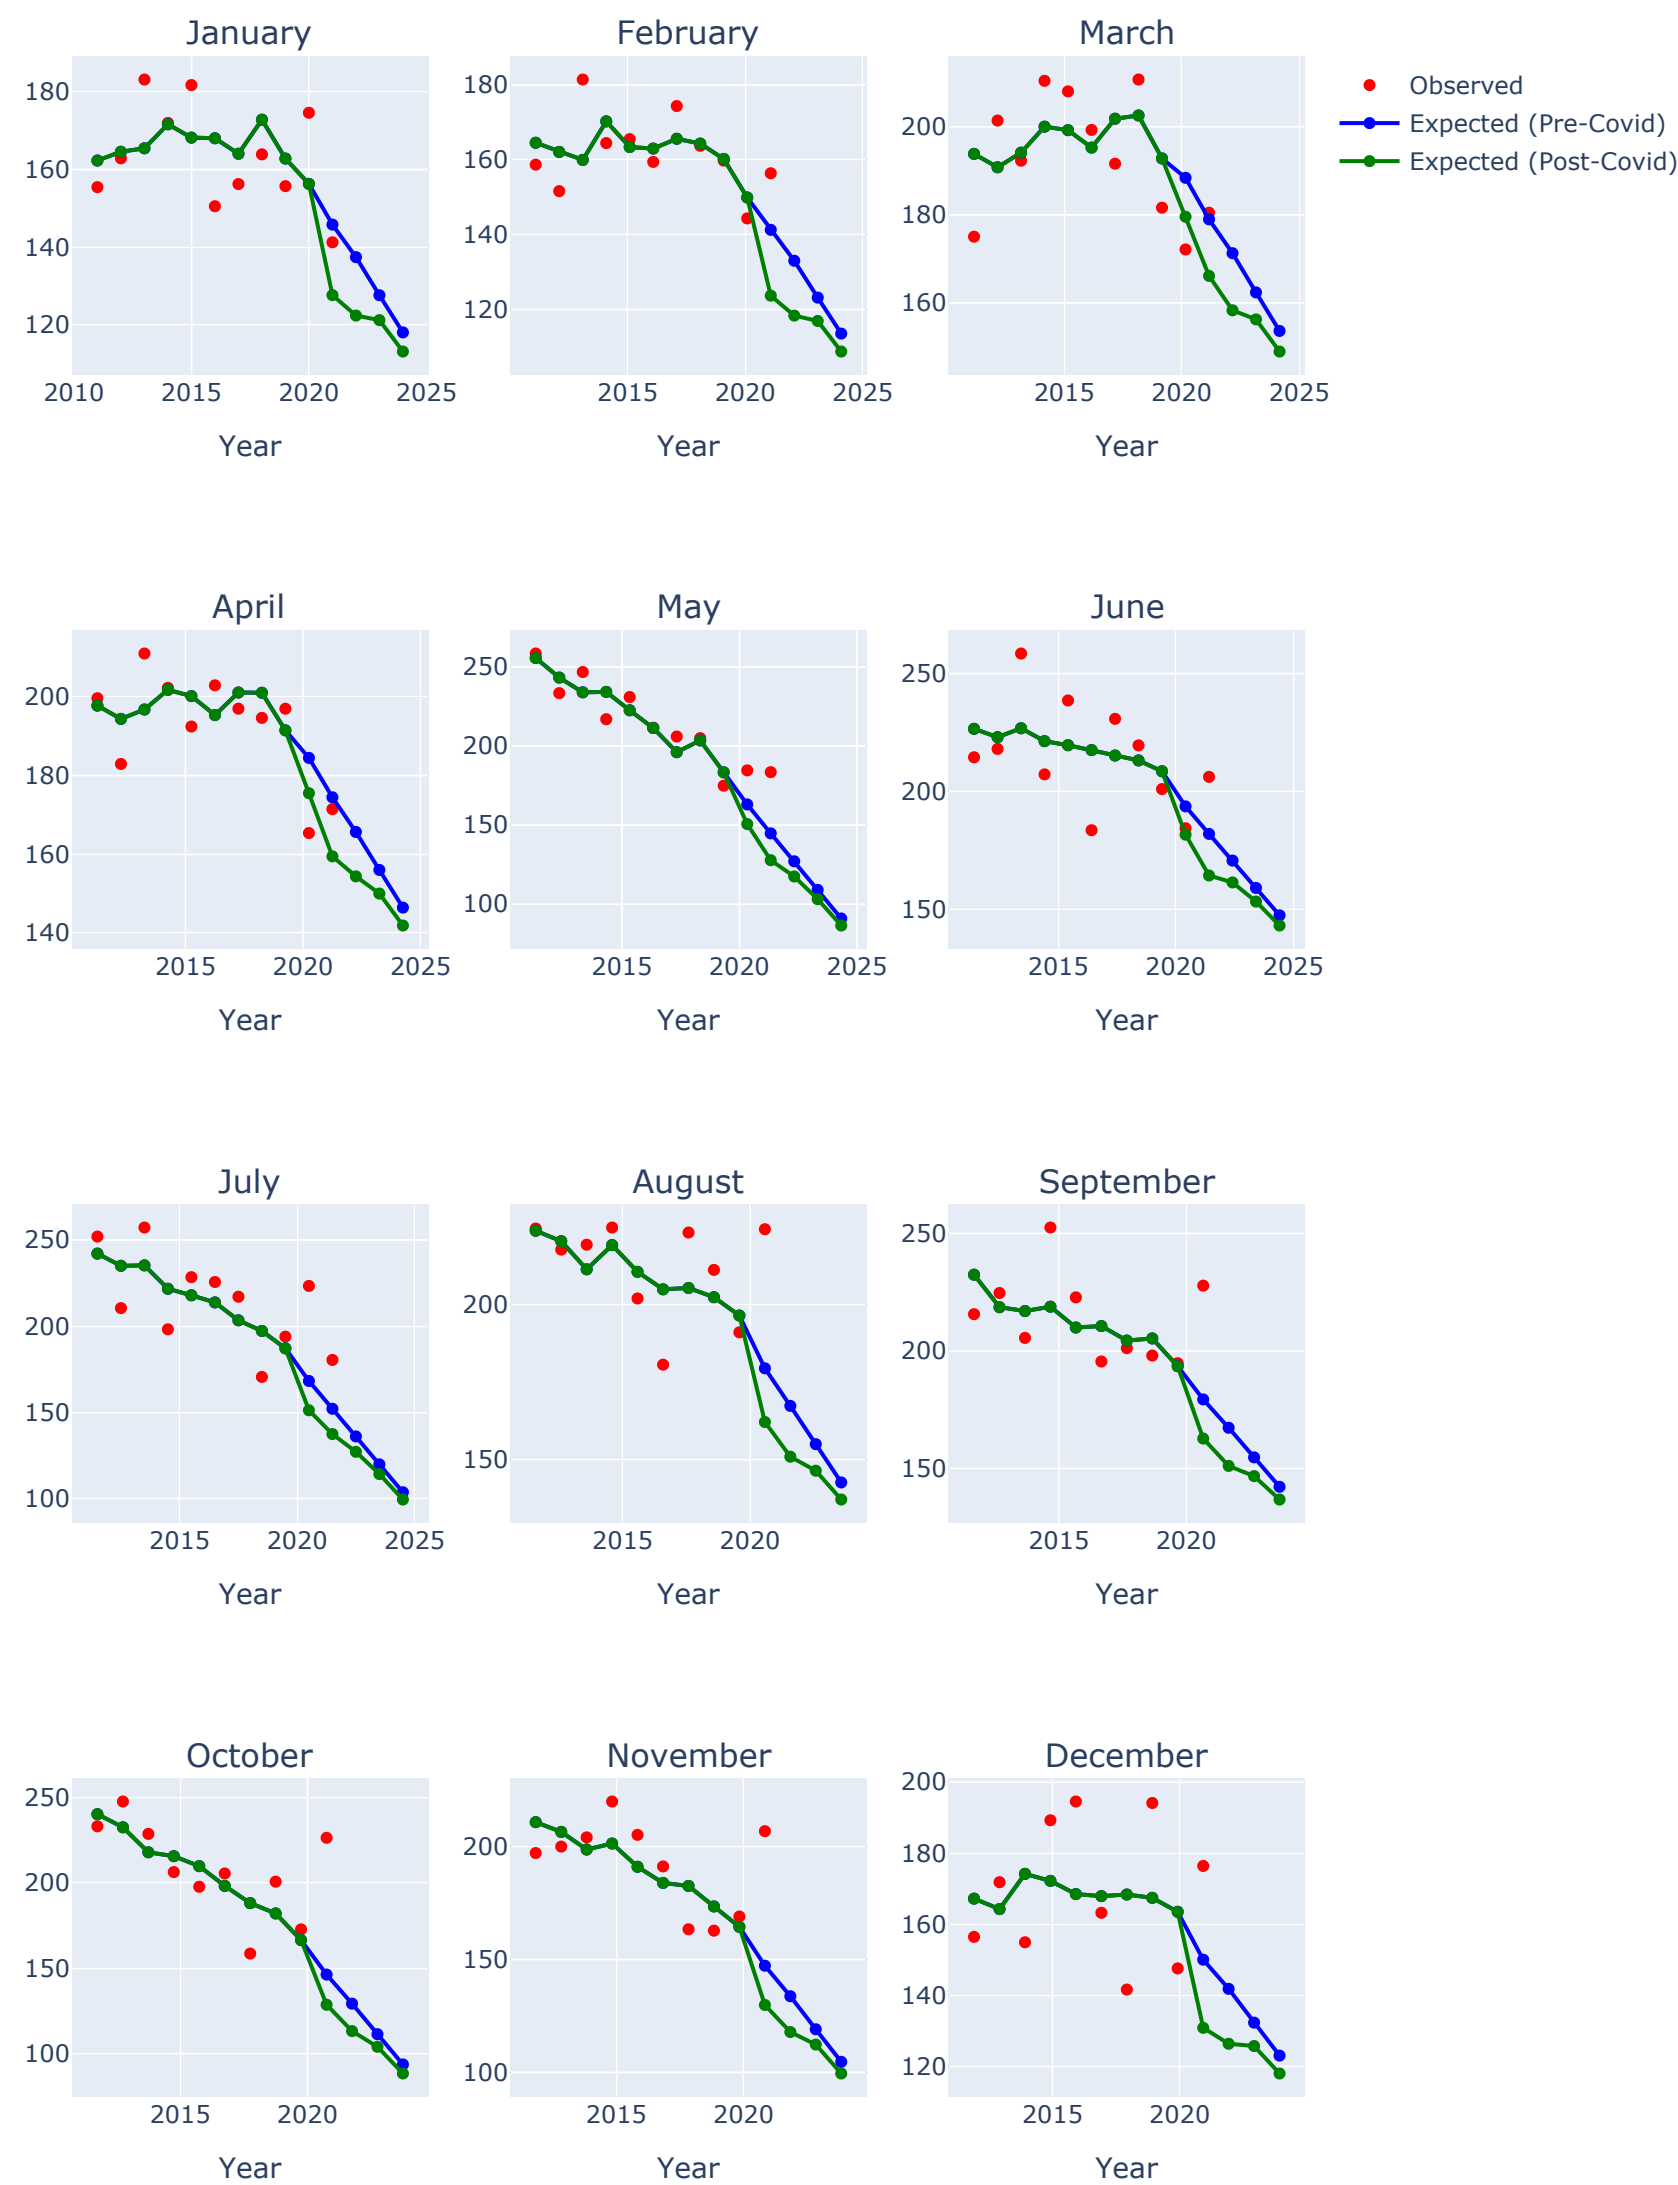 January
February
March
180
160
140
120
2010
2015
2020
2025
Year
180
160
140
120
2015
2020
2025
Year
200
180
160
2015
2020
2025
Year
Observed
Expected (Pre-Covid)
Expected (Post-Covid)
April
May
June
200
180
160
140
2015
2020
2025
Year
250
200
150
100
2015
2020
2025
Year
250
200
150
2015
2020
2025
Year
July
August
September
250
200
150
100
2015
2020
2025
Year
200
150
2015
2020
Year
250
200
150
2015
2020
Year
October
November
December
250
200
150
100
2015
2020
Year
200
150
100
2015
2020
Year
200
180
160
140
120
2015
2020
Year